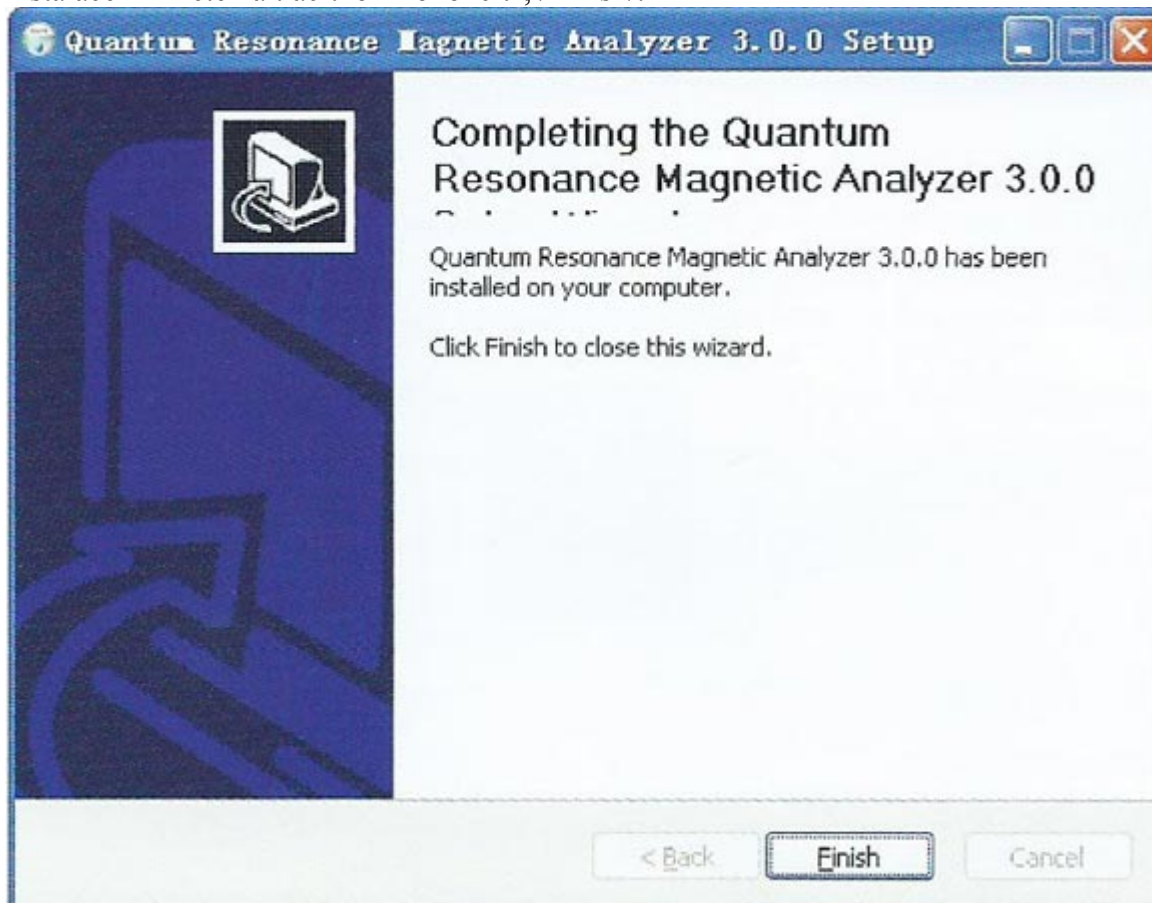 Quantum Resonance Magnetic Analyzer 3.0.0 Setup
Completing the Quantum
Resonance Magnetic Analyzer 3.0.0
Quantum Resonance Magnetic Analyzer 3.0.0 has been
installed on your computer.
Click Finish to close this wizard.
< Back Finish Cancel